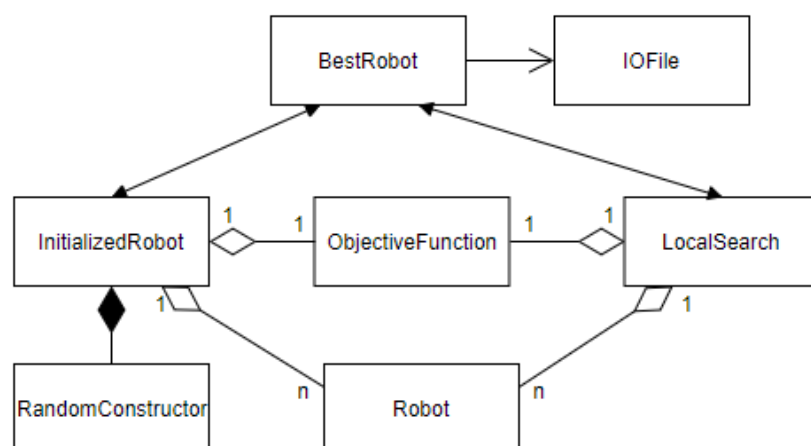 BestRobot
IOFile
InitializedRobot
1
1
ObjectiveFunction
1
1
LocalSearch
1
1
RandomConstructor
n
Robot
n